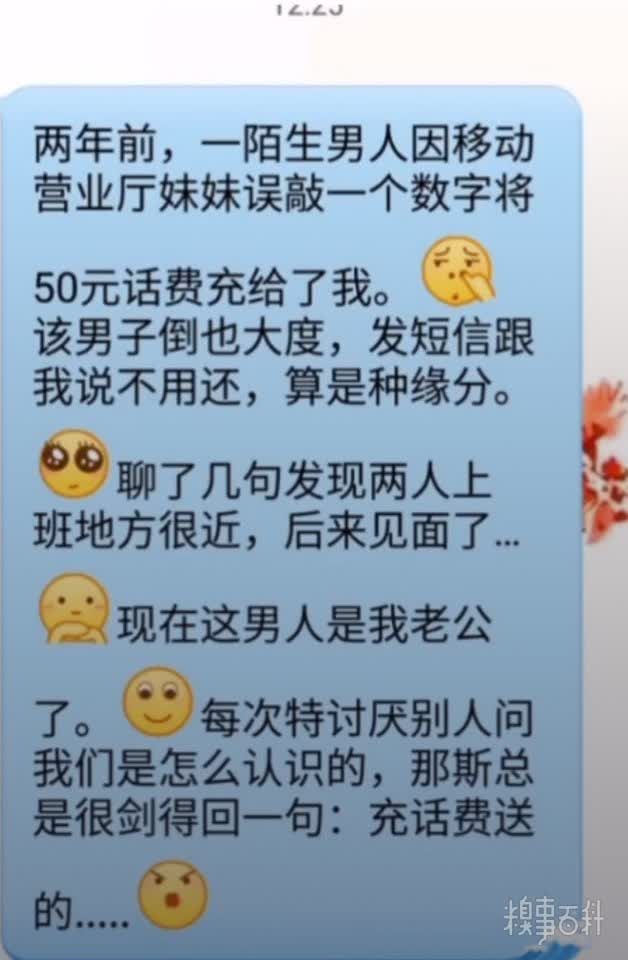 两年前，一陌生男人因移动
营业厅妹妹误敲一个数字将
50元话费充给了我。
该男子倒也大度，发短信跟
我说不用还，算是种缘分。
聊了几句发现两人上
班地方很近，后来见面了...
现在这男人是我老公
了。每次特讨厌别人问
我们是怎么认识的，那斯总
是很剑得回一句：充话费送
的.....
糗事百科